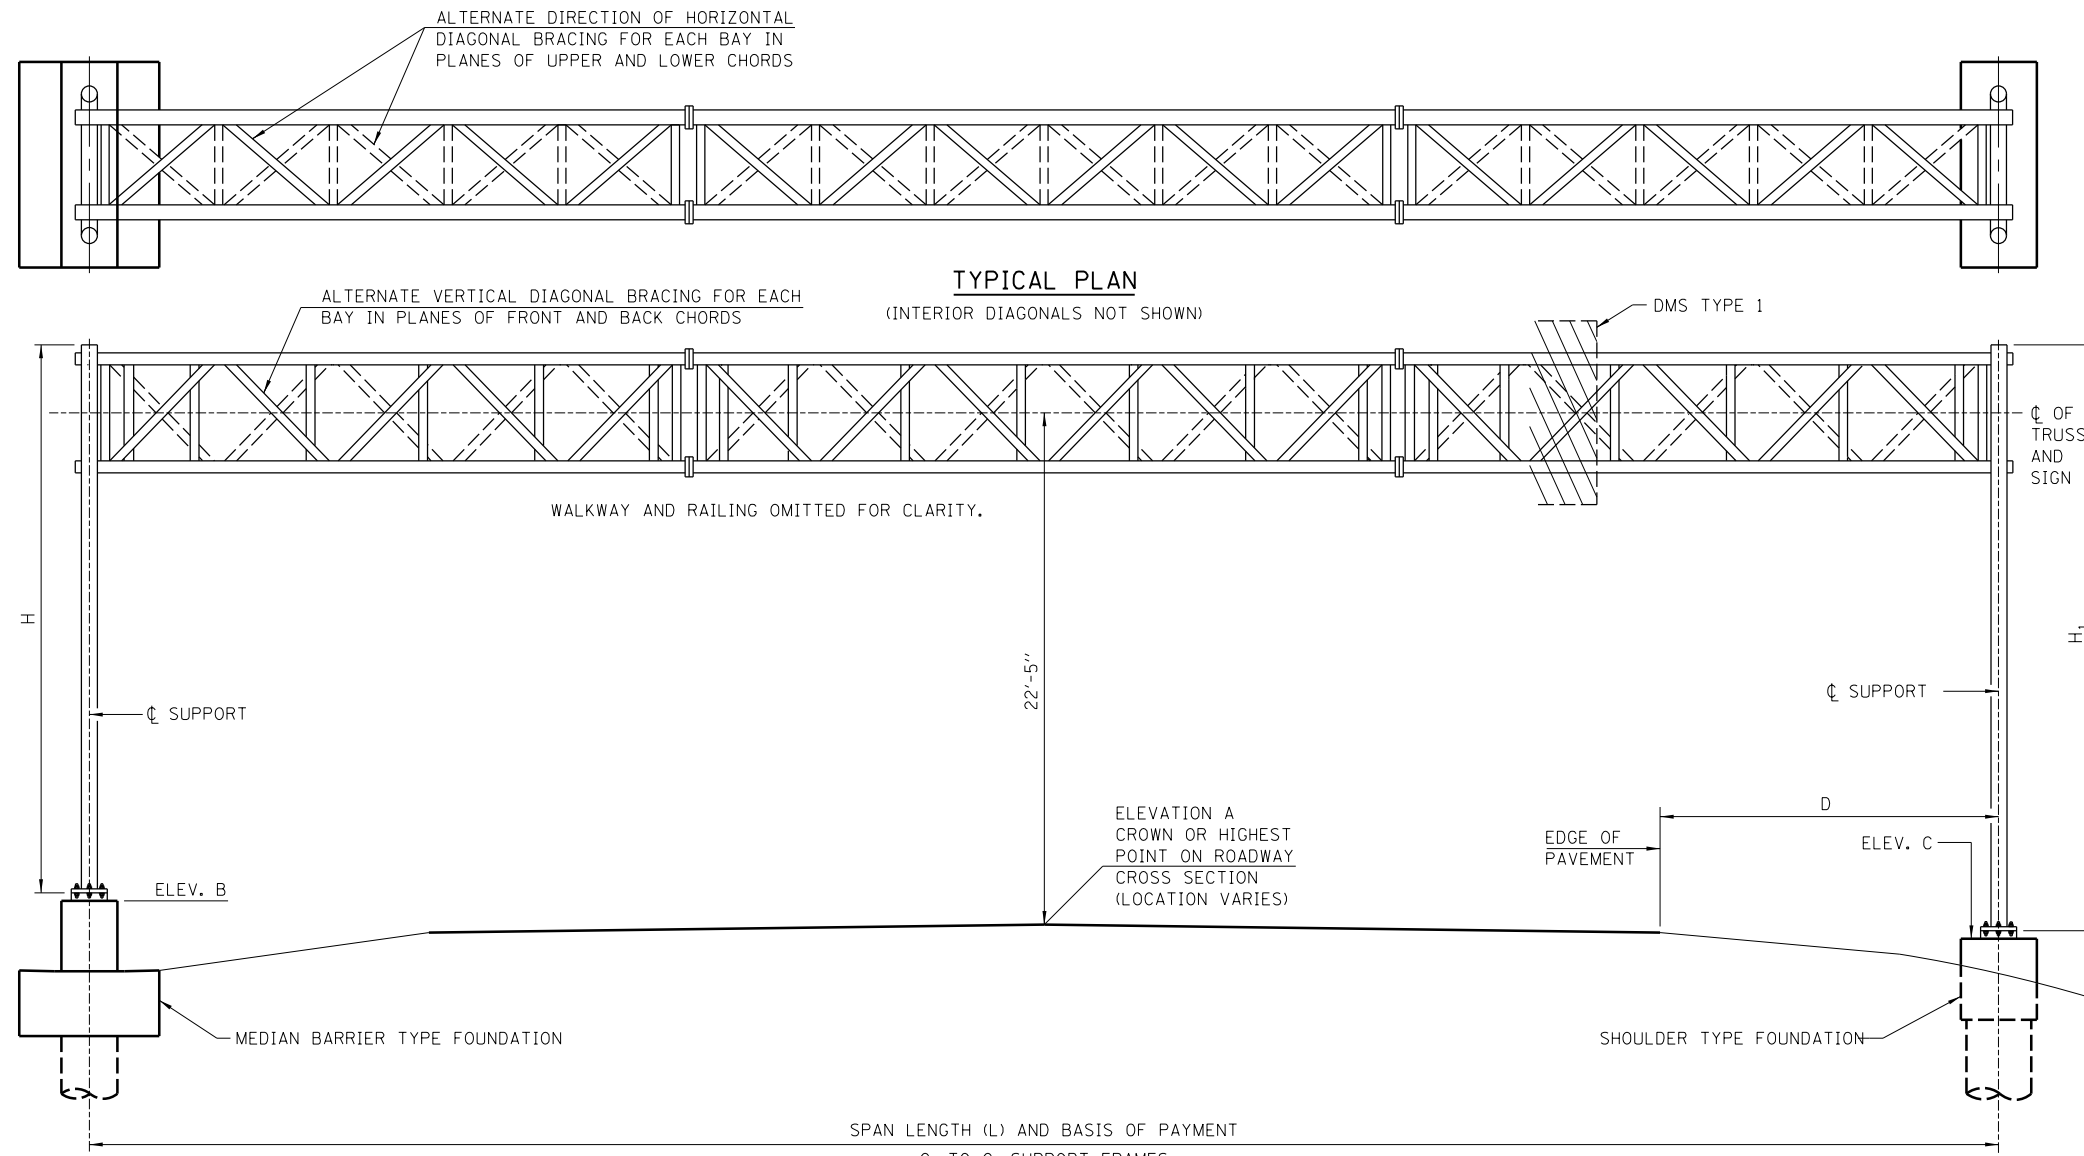 ALTERNATE DIRECTION OF HORIZONTAL
DIAGONAL BRACING FOR EACH BAY IN
PLANES OF UPPER AND LOWER CHORDS
TYPICAL PLAN
(INTERIOR DIAGONALS NOT SHOWN)
ALTERNATE VERTICAL DIAGONAL BRACING FOR EACH
BAY IN PLANES OF FRONT AND BACK CHORDS
DMS TYPE 1
℄ OF
TRUSS
AND
SIGN
WALKWAY AND RAILING OMITTED FOR CLARITY.
H
H₁
22'-5"
℄ SUPPORT
℄ SUPPORT
ELEVATION A
CROWN OR HIGHEST
POINT ON ROADWAY
CROSS SECTION
(LOCATION VARIES)
D
EDGE OF
PAVEMENT
ELEV. C
ELEV. B
MEDIAN BARRIER TYPE FOUNDATION
SHOULDER TYPE FOUNDATION
SPAN LENGTH (L) AND BASIS OF PAYMENT
TO SUPPORT FRAMES